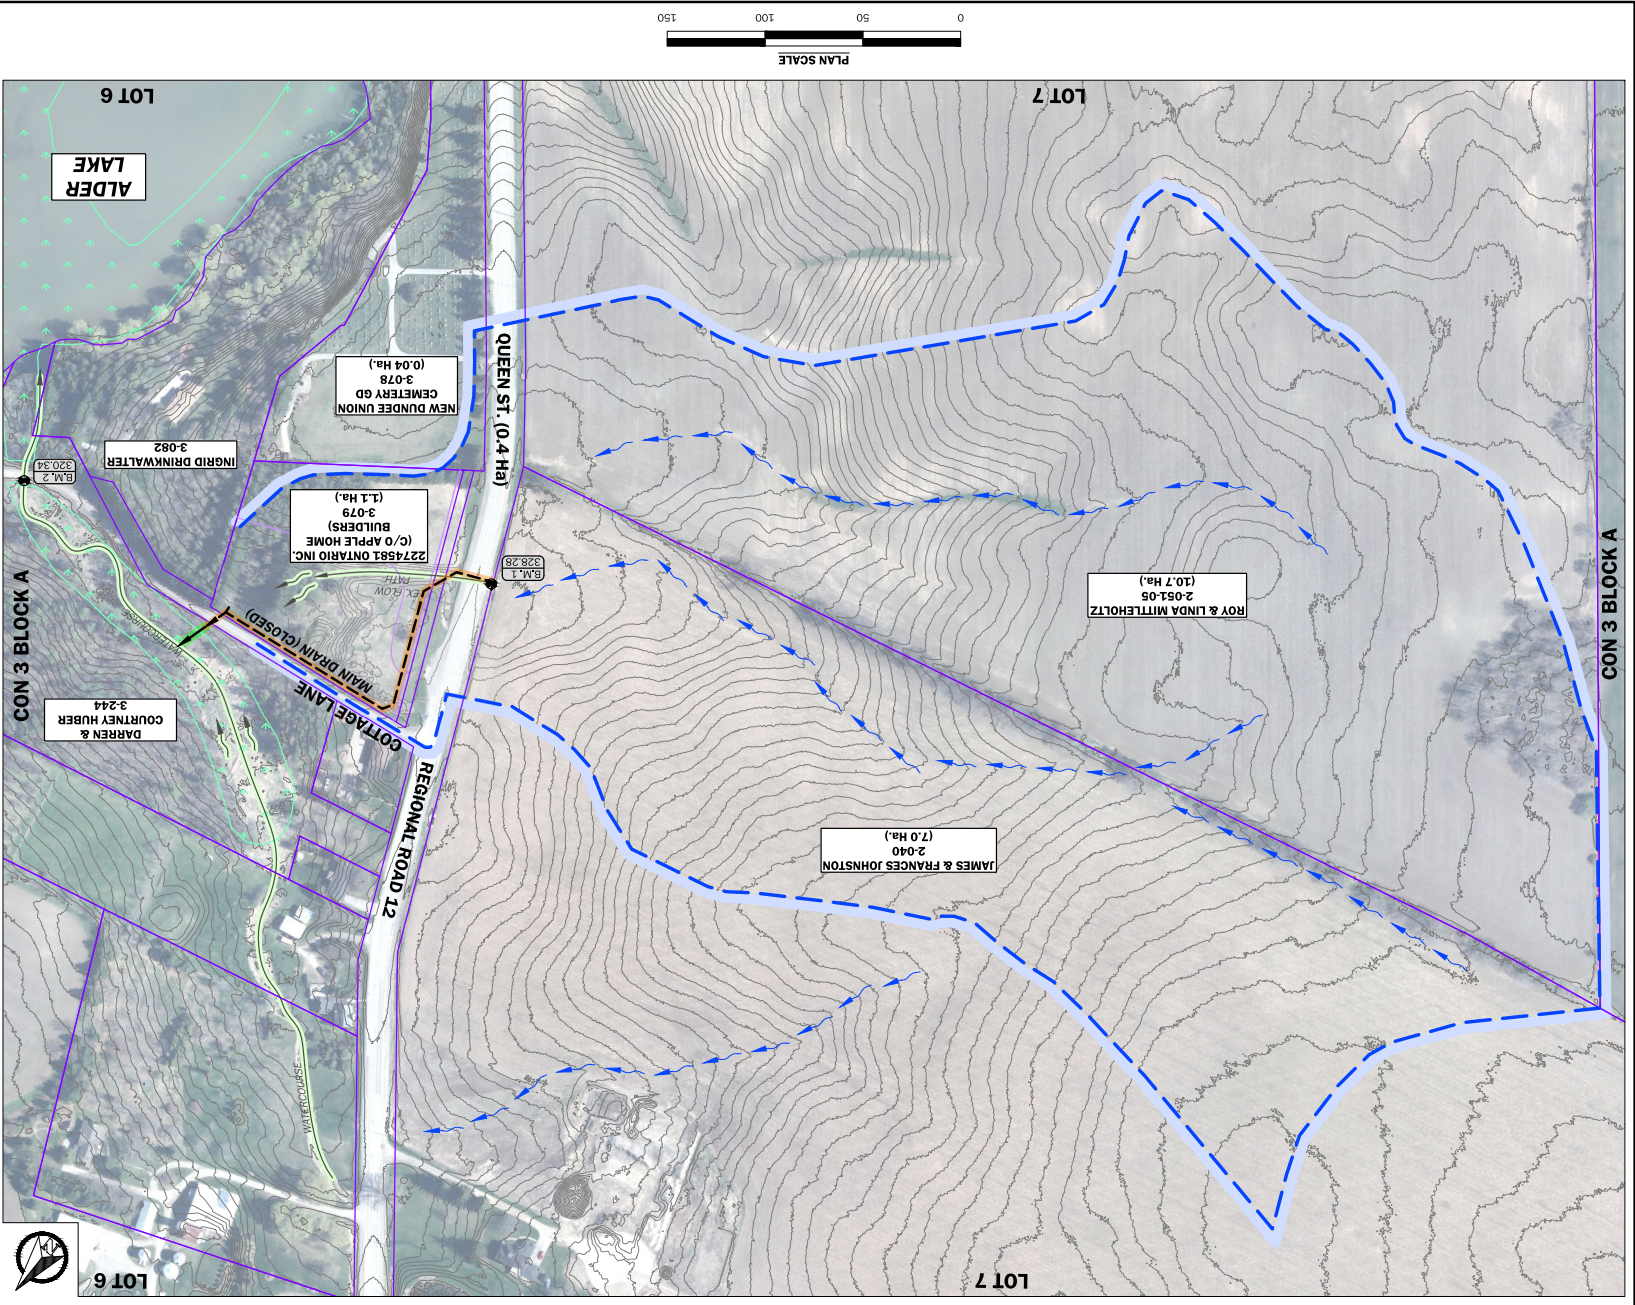 LOT 7
LOT 6
JAMES & FRANCES JOHNSTON
2-040
(7.0 Ha.)
REGIONAL ROAD 12
WATERCOURSE
COTTAGE LANE
DARREN &
COURTNEY HUBER
3-244
CON 3 BLOCK A
CON 3 BLOCK A
MAIN DRAIN (CLOSED)
WATERCOURSE
ROY & LINDA MITTLEHOLTZ
2-051-05
(10.7 Ha.)
B.M. 1
328.28
EX. FLOW
PATH
2274581 ONTARIO INC.
(C/O APPLE HOME
BUILDERS)
3-079
(1.1 Ha.)
B.M. 2
320.34
INGRID DRINKWALTER
3-082
QUEEN ST. (0.4 Ha)
NEW DUNDEE UNION
CEMETERY GD
3-078
(0.04 Ha.)
ALDER
LAKE
LOT 7
LOT 6
PLAN SCALE
0 50 100 150